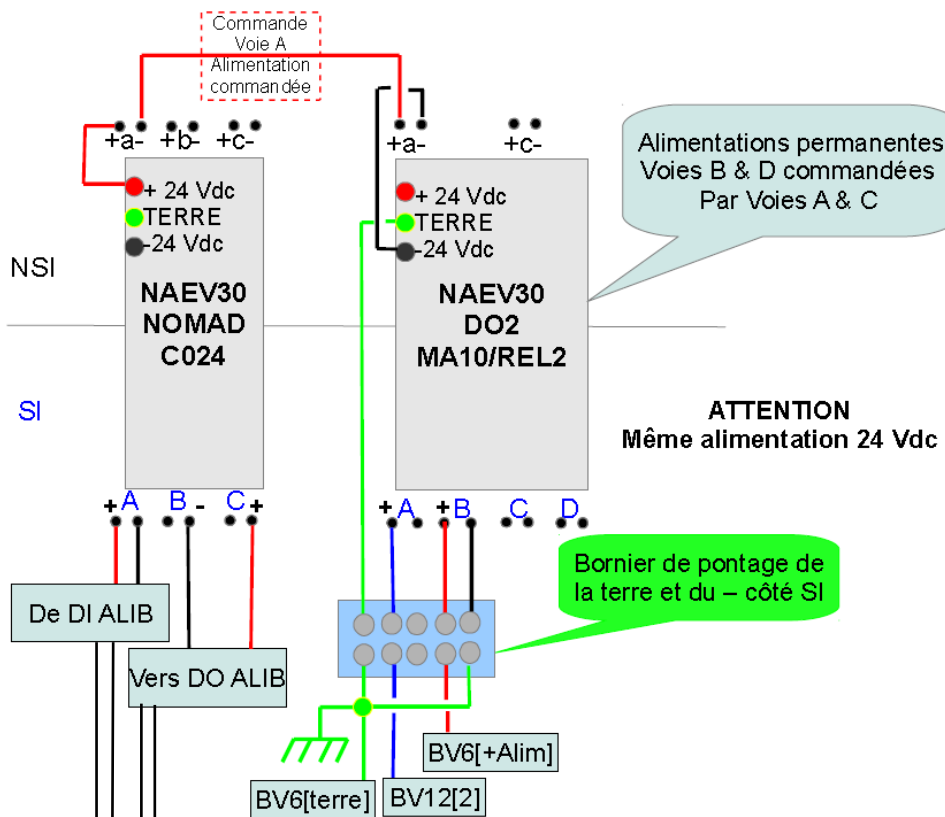 Commande
Voie A
Alimentation
commandée
+a- +b- +c-
+a- +c-
Alimentations permanentes
Voies B & D commandées
Par Voies A & C
+ 24 Vdc
TERRE
-24 Vdc
+ 24 Vdc
TERRE
-24 Vdc
NSI
NAEV30
NOMAD
C024
NAEV30
DO2
MA10/REL2
SI
ATTENTION
Même alimentation 24 Vdc
+ A B - C +
+ A + B C D
Bornier de pontage de
la terre et du – côté SI
De DI ALIB
Vers DO ALIB
BV6[+Alim]
BV6[terre]
BV12[2]